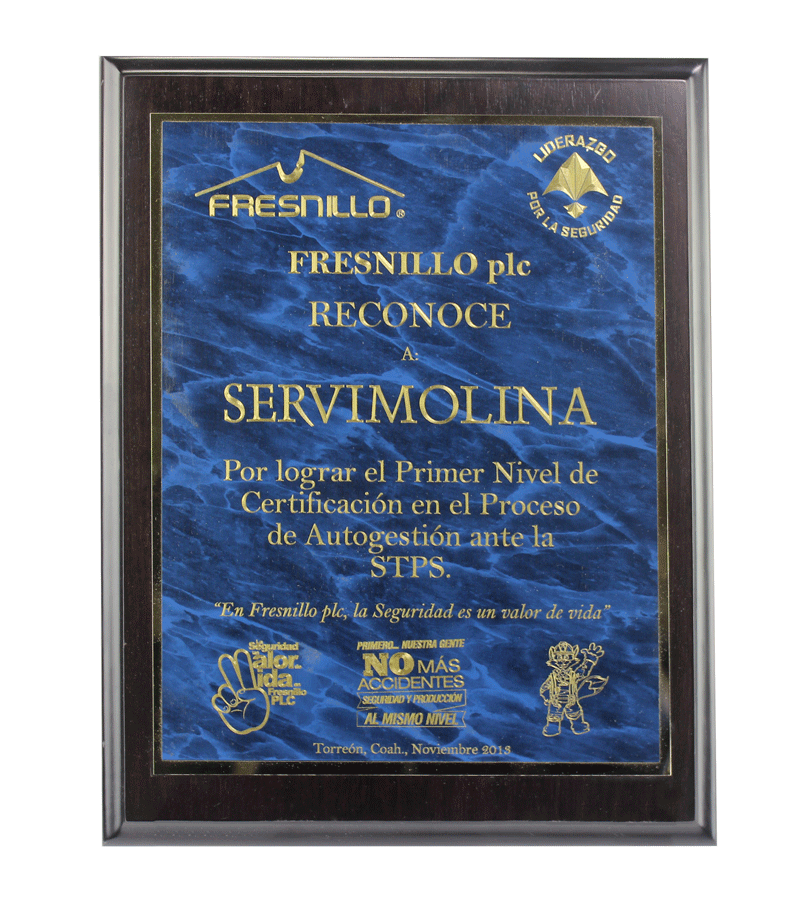 FRESNILLO®
LIDERAZGO
POR LA SEGURIDAD
FRESNILLO plc
RECONOCE
A:
SERVIMOLINA
Por lograr el Primer Nivel de
Certificación en el Proceso
de Autogestión ante la
STPS.
“En Fresnillo plc, la Seguridad es un valor de vida”
la Seguridad
Valor
Vida
Fresnillo
PLC
PRIMERO... NUESTRA GENTE
NO MÁS
ACCIDENTES
SEGURIDAD Y PRODUCCIÓN
AL MISMO NIVEL
Torreón, Coah., Noviembre 2013